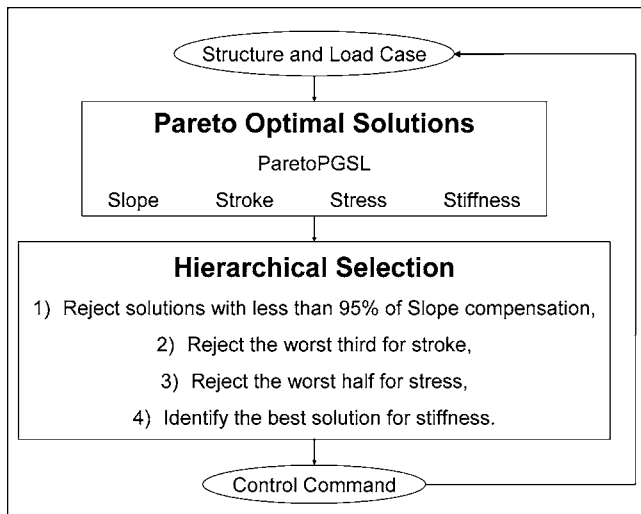 Structure and Load Case
Pareto Optimal Solutions
ParetoPGSL
Slope Stroke Stress Stiffness
Hierarchical Selection
1) Reject solutions with less than 95% of Slope compensation,
2) Reject the worst third for stroke,
3) Reject the worst half for stress,
4) Identify the best solution for stiffness.
Control Command